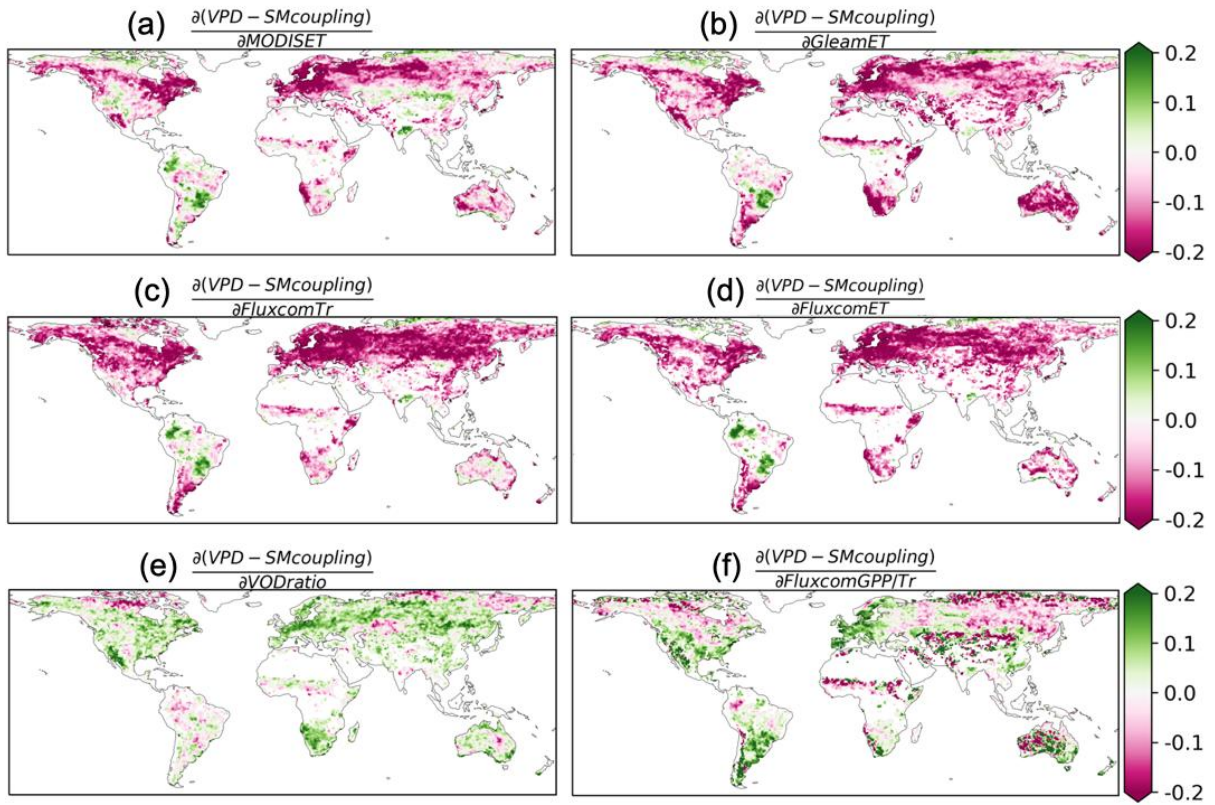 (a) ∂(VPD − SMcoupling)
∂MODISET
(b) ∂(VPD − SMcoupling)
∂GleamET
0.2
0.1
0.0
-0.1
-0.2
(c) ∂(VPD − SMcoupling)
∂FluxcomTr
(d) ∂(VPD − SMcoupling)
∂FluxcomET
0.2
0.1
0.0
-0.1
-0.2
(e) ∂(VPD − SMcoupling)
∂VODratio
(f) ∂(VPD − SMcoupling)
∂FluxcomGPP/Tr
0.2
0.1
0.0
-0.1
-0.2